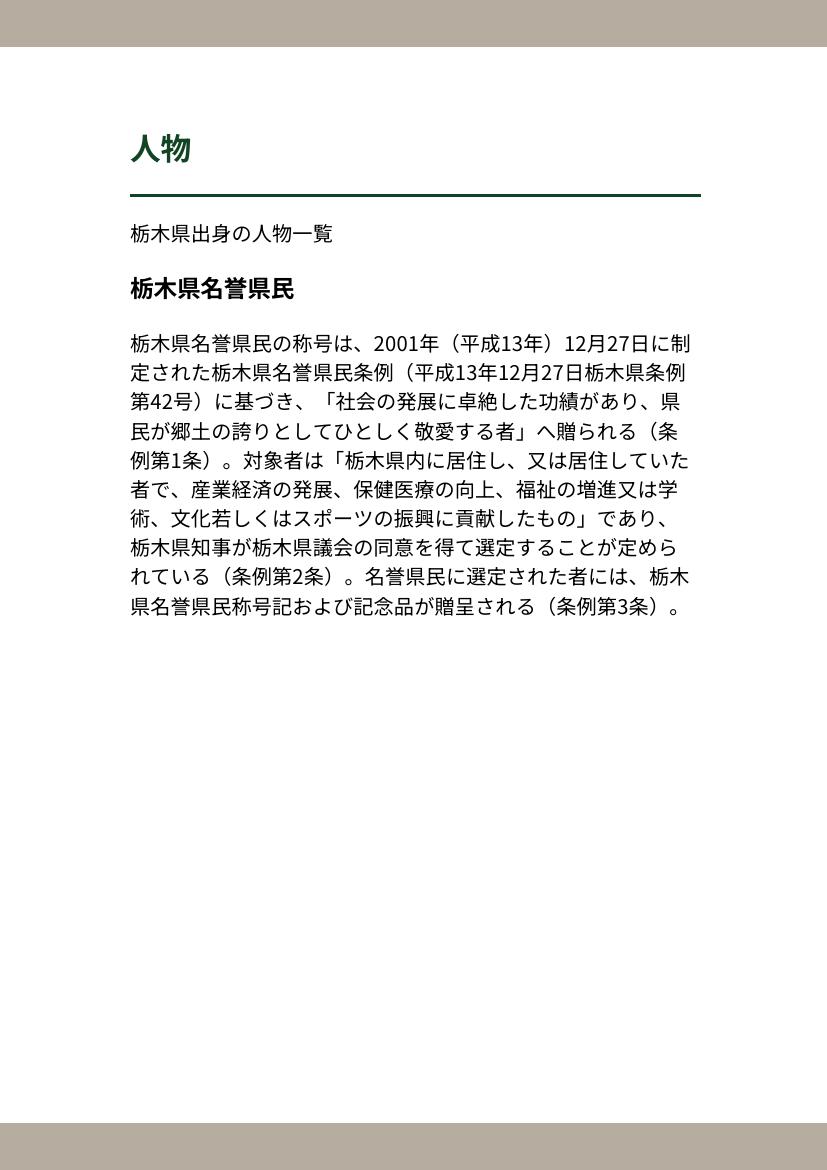 人物
栃木県出身の人物一覧
栃木県名誉県民
栃木県名誉県民の称号は、2001年（平成13年）12月27日に制
定された栃木県名誉県民条例（平成13年12月27日栃木県条例
第42号）に基づき、「社会の発展に卓絶した功績があり、県
民が郷土の誇りとしてひとしく敬愛する者」へ贈られる（条
例第1条）。対象者は「栃木県内に居住し、又は居住していた
者で、産業経済の発展、保健医療の向上、福祉の増進又は学
術、文化若しくはスポーツの振興に貢献したもの」であり、
栃木県知事が栃木県議会の同意を得て選定することが定めら
れている（条例第2条）。名誉県民に選定された者には、栃木
県名誉県民称号記および記念品が贈呈される（条例第3条）。